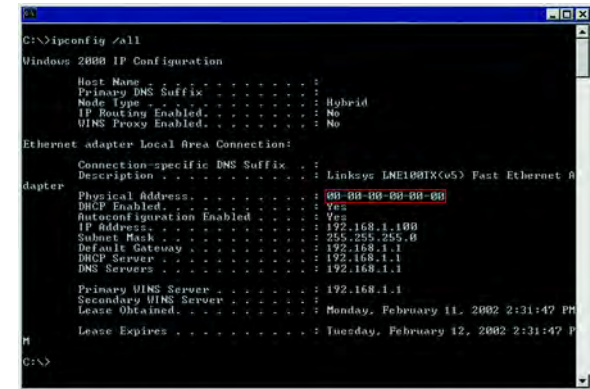 C:\>ipconfig /all
Windows 2000 IP Configuration
Host Name . . . . . . . . . . . . :
Primary DNS Suffix . . . . . . . :
Node Type . . . . . . . . . . . . : Hybrid
IP Routing Enabled. . . . . . . . : No
WINS Proxy Enabled. . . . . . . . : No
Ethernet adapter Local Area Connection:
Connection-specific DNS Suffix . :
Description . . . . . . . . . . . : Linksys LNE100TX(v5) Fast Ethernet A
dapter
Physical Address. . . . . . . . . : 00-00-00-00-00-00
DHCP Enabled. . . . . . . . . . . : Yes
Autoconfiguration Enabled . . . . : Yes
IP Address. . . . . . . . . . . . : 192.168.1.100
Subnet Mask . . . . . . . . . . . : 255.255.255.0
Default Gateway . . . . . . . . . : 192.168.1.1
DHCP Server . . . . . . . . . . . : 192.168.1.1
DNS Servers . . . . . . . . . . . : 192.168.1.1
Primary WINS Server . . . . . . . : 192.168.1.1
Secondary WINS Server . . . . . . :
Lease Obtained. . . . . . . . . . : Monday, February 11, 2002 2:31:47 PM
Lease Expires . . . . . . . . . . : Tuesday, February 12, 2002 2:31:47 P
M
C:\>